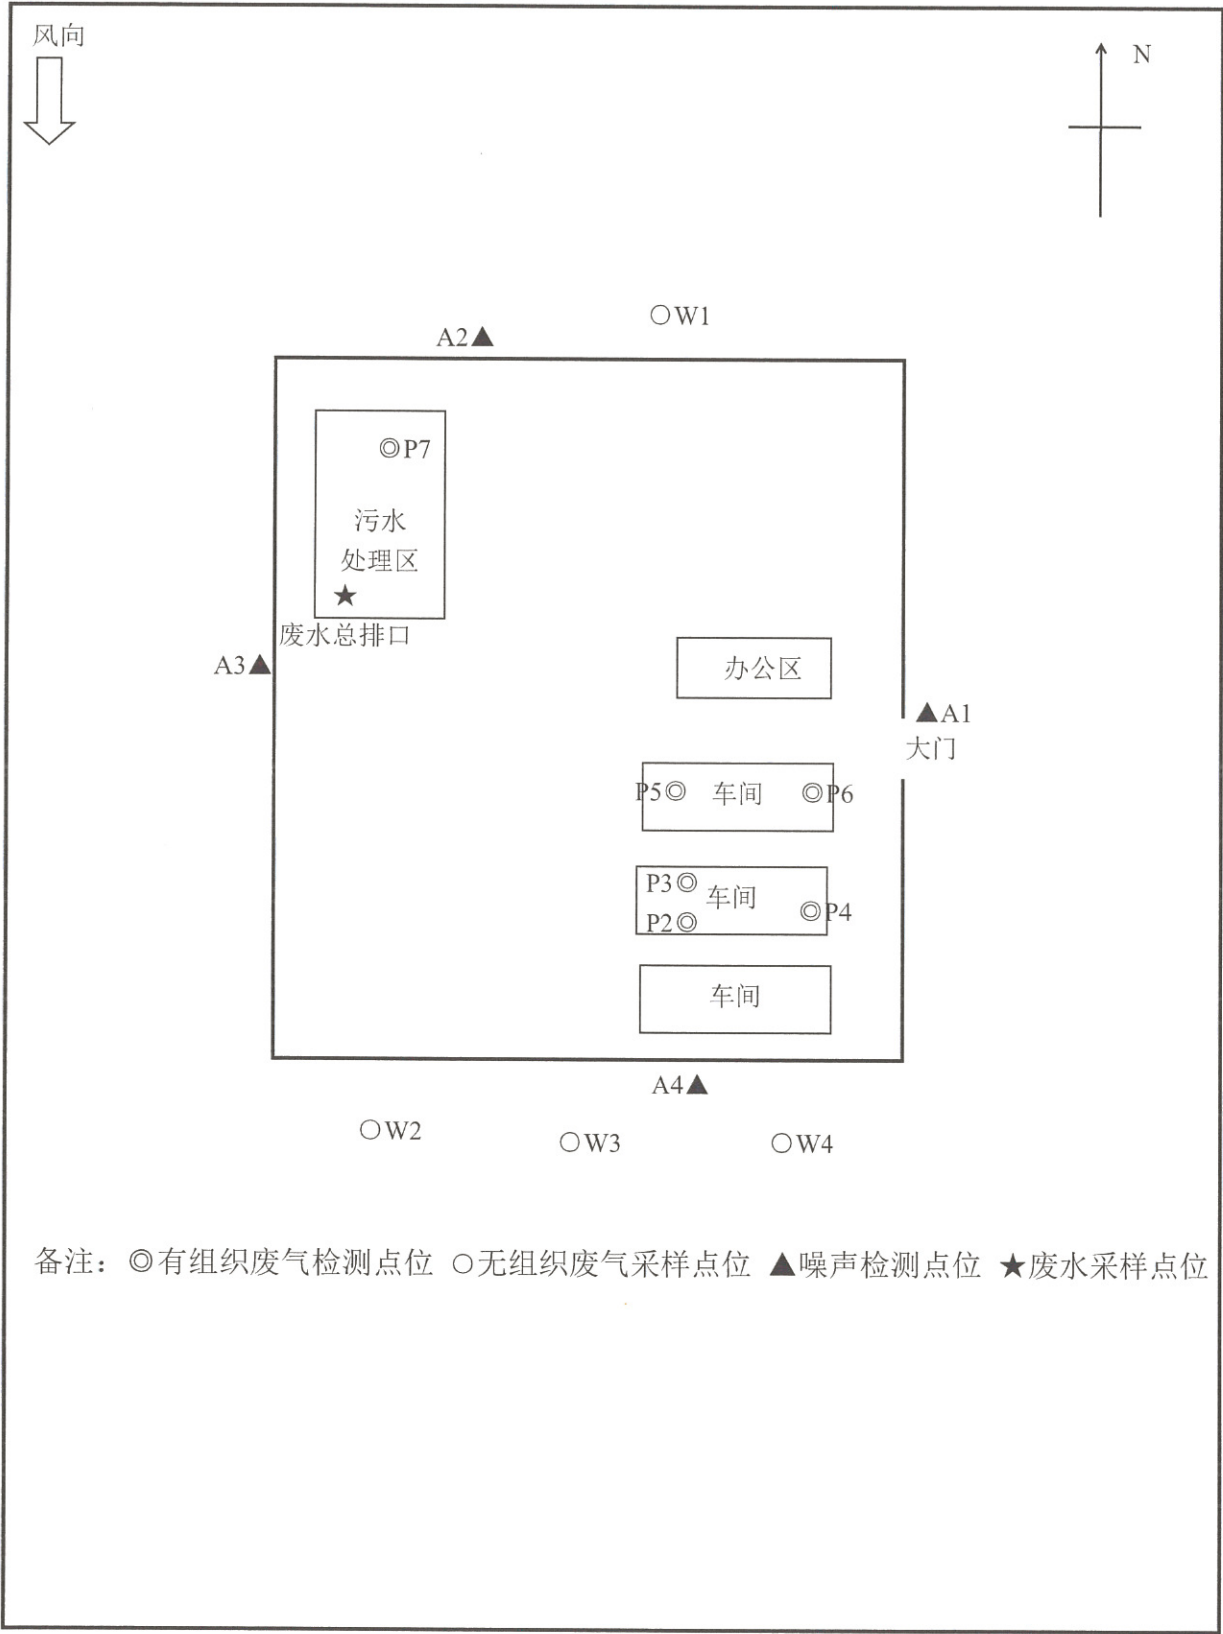 风向
N
○W1
A2▲
◎P7
污水
处理区
★
废水总排口
A3▲
办公区
▲A1
大门
P5◎ 车间 ◎P6
P3◎ 车间
P2◎ ◎P4
车间
A4▲
○W2
○W3 ○W4
备注：◎有组织废气检测点位 ○无组织废气采样点位 ▲噪声检测点位 ★废水采样点位